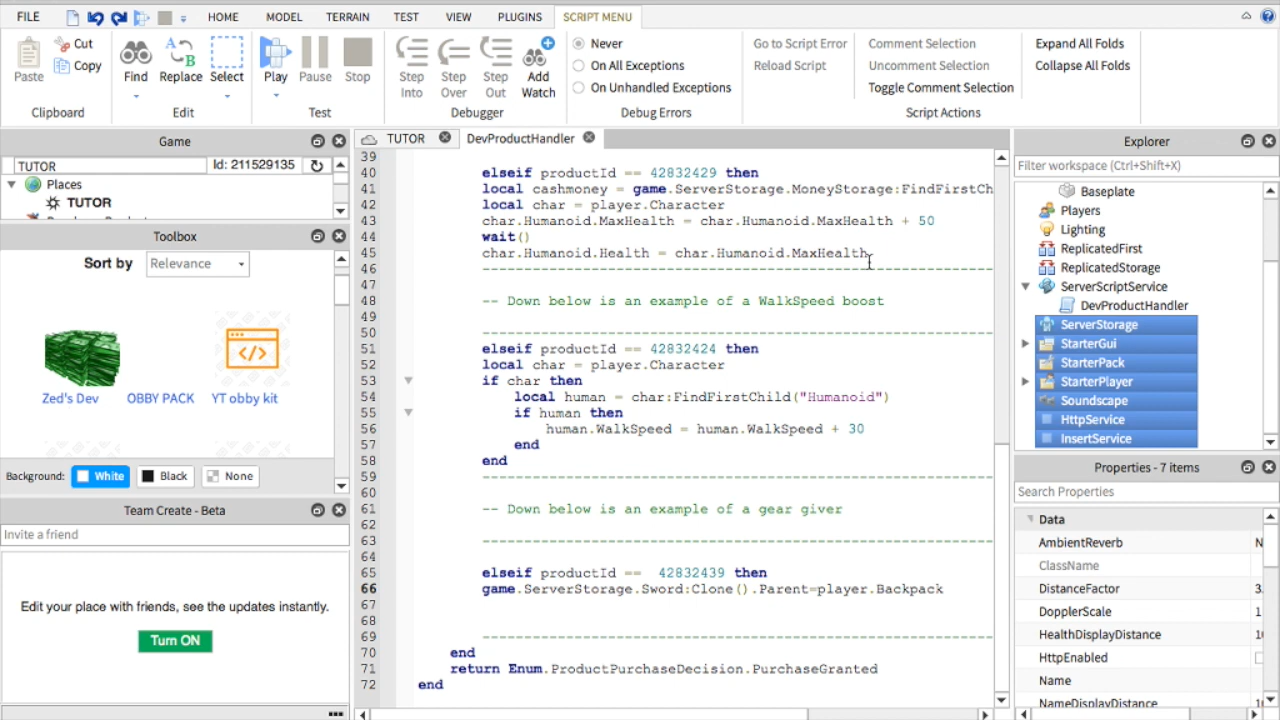 FILE HOME MODEL TERRAIN TEST VIEW PLUGINS SCRIPT MENU
Paste
Cut
Copy
Clipboard
Find
Replace
Select
Edit
Play
Pause
Stop
Test
Step Into
Step Over
Step Out
Add Watch
Debugger
Never
On All Exceptions
On Unhandled Exceptions
Debug Errors
Go to Script Error
Reload Script
Comment Selection
Uncomment Selection
Toggle Comment Selection
Expand All Folds
Collapse All Folds
Script Actions
Game
TUTOR Id: 211529135
Places
TUTOR
Toolbox
Sort by Relevance
Zed's Dev OBBY PACK YT obby kit
Background: White Black None
Team Create - Beta
Invite a friend
Edit your place with friends, see the updates instantly.
Turn ON
TUTOR DevProductHandler
39
40 elseif productId == 42832429 then
41 local cashmoney = game.ServerStorage.MoneyStorage:FindFirstCh
42 local char = player.Character
43 char.Humanoid.MaxHealth = char.Humanoid.MaxHealth + 50
44 wait()
45 char.Humanoid.Health = char.Humanoid.MaxHealth
46 --------------------------------------------------------------
47
48 -- Down below is an example of a WalkSpeed boost
49
50 --------------------------------------------------------------
51 elseif productId == 42832424 then
52 local char = player.Character
53 if char then
54 local human = char:FindFirstChild("Humanoid")
55 if human then
56 human.WalkSpeed = human.WalkSpeed + 30
57 end
58 end
59 --------------------------------------------------------------
60
61 -- Down below is an example of a gear giver
62
63 --------------------------------------------------------------
64
65 elseif productId ==  42832439 then
66 game.ServerStorage.Sword:Clone().Parent=player.Backpack
67
68
69 --------------------------------------------------------------
70 end
71 return Enum.ProductPurchaseDecision.PurchaseGranted
72 end
Explorer
Filter workspace (Ctrl+Shift+X)
Baseplate
Players
Lighting
ReplicatedFirst
ReplicatedStorage
ServerScriptService
DevProductHandler
ServerStorage
StarterGui
StarterPack
StarterPlayer
Soundscape
HttpService
InsertService
Properties - 7 items
Search Properties
Data
AmbientReverb N
ClassName
DistanceFactor 3.
DopplerScale 1
HealthDisplayDistance 10
HttpEnabled
Name
NameDisplayDistance 10